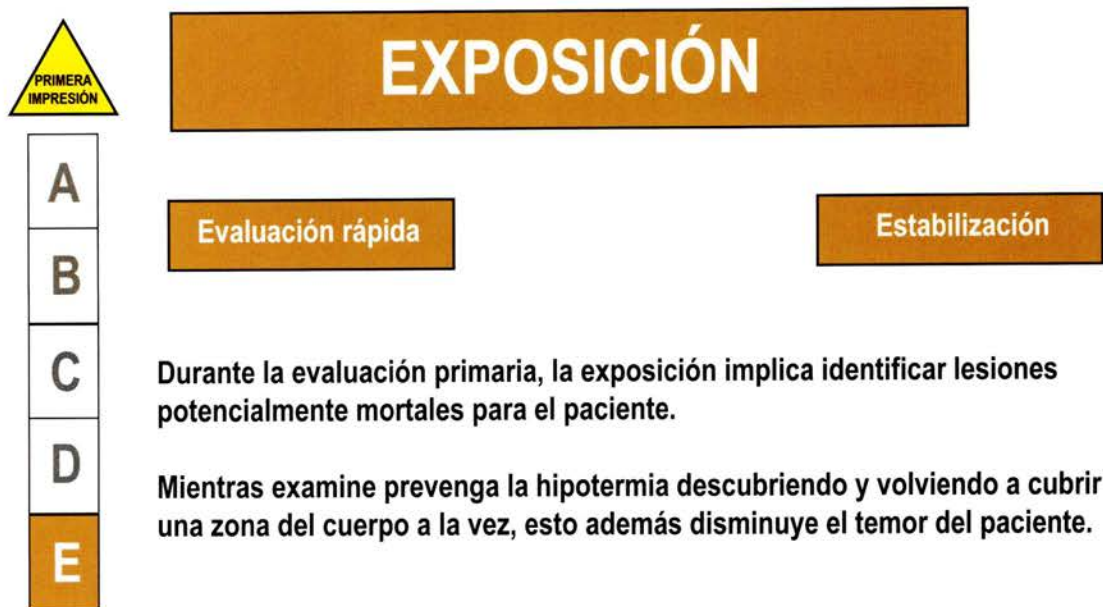 PRIMERA
IMPRESIÓN
EXPOSICIÓN
A
B
C
D
E
Evaluación rápida
Estabilización
Durante la evaluación primaria, la exposición implica identificar lesiones
potencialmente mortales para el paciente.
Mientras examine prevenga la hipotermia descubriendo y volviendo a cubrir
una zona del cuerpo a la vez, esto además disminuye el temor del paciente.